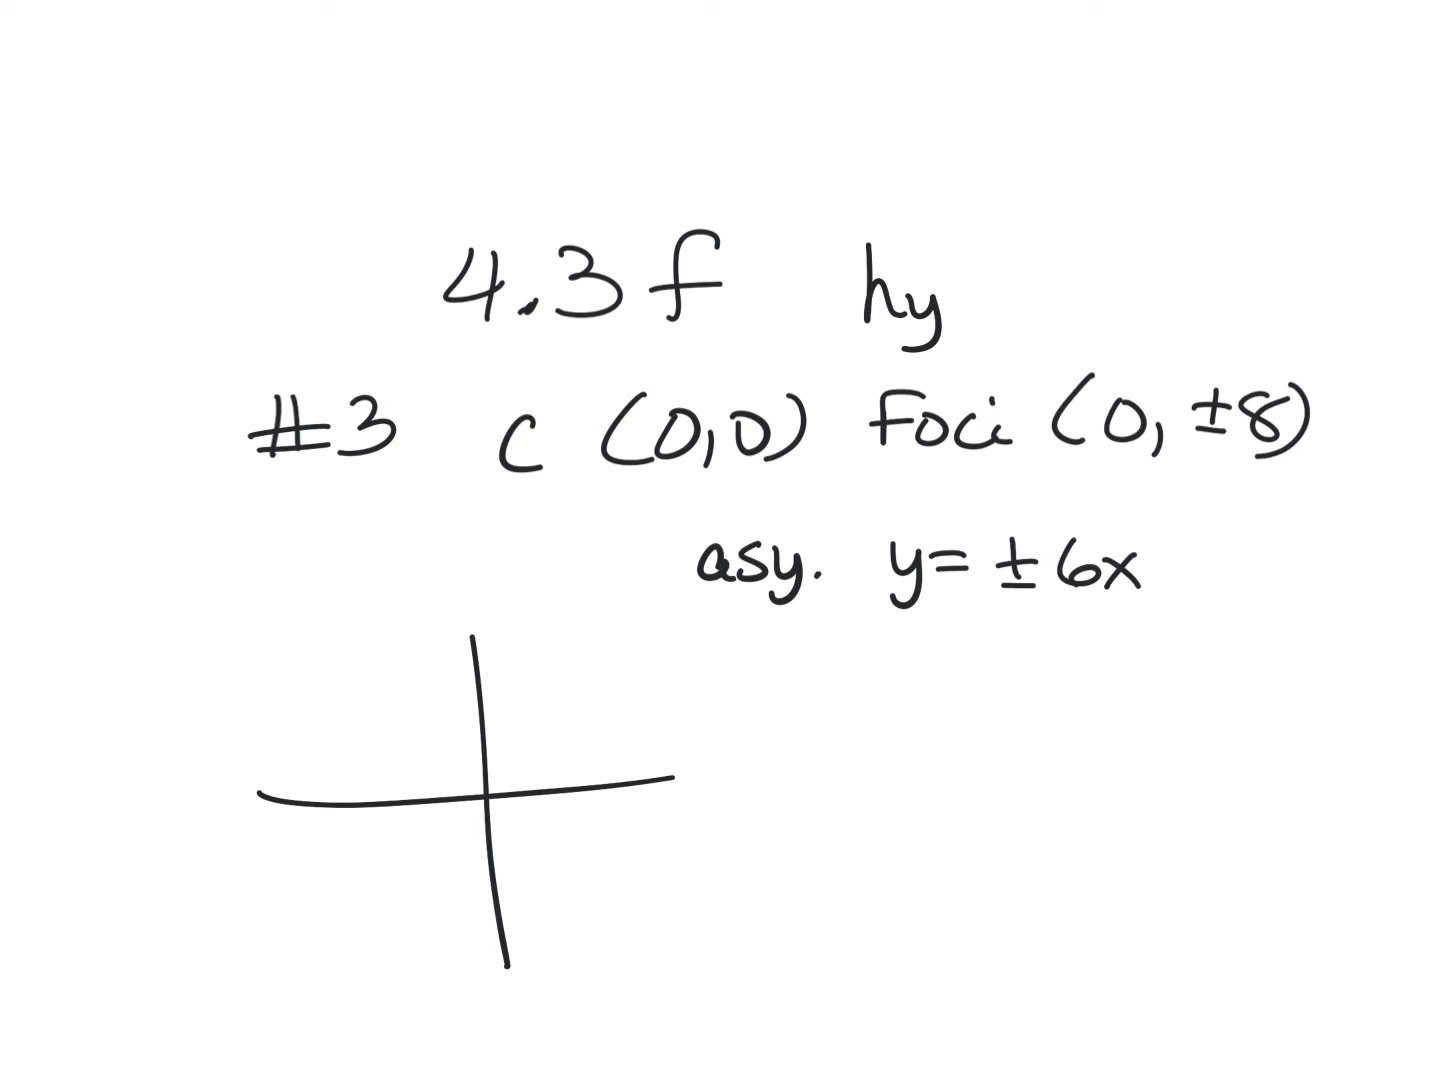 4.3f hy
#3 C (0,0) Foci (0, ±8)
asy. y= ±6x